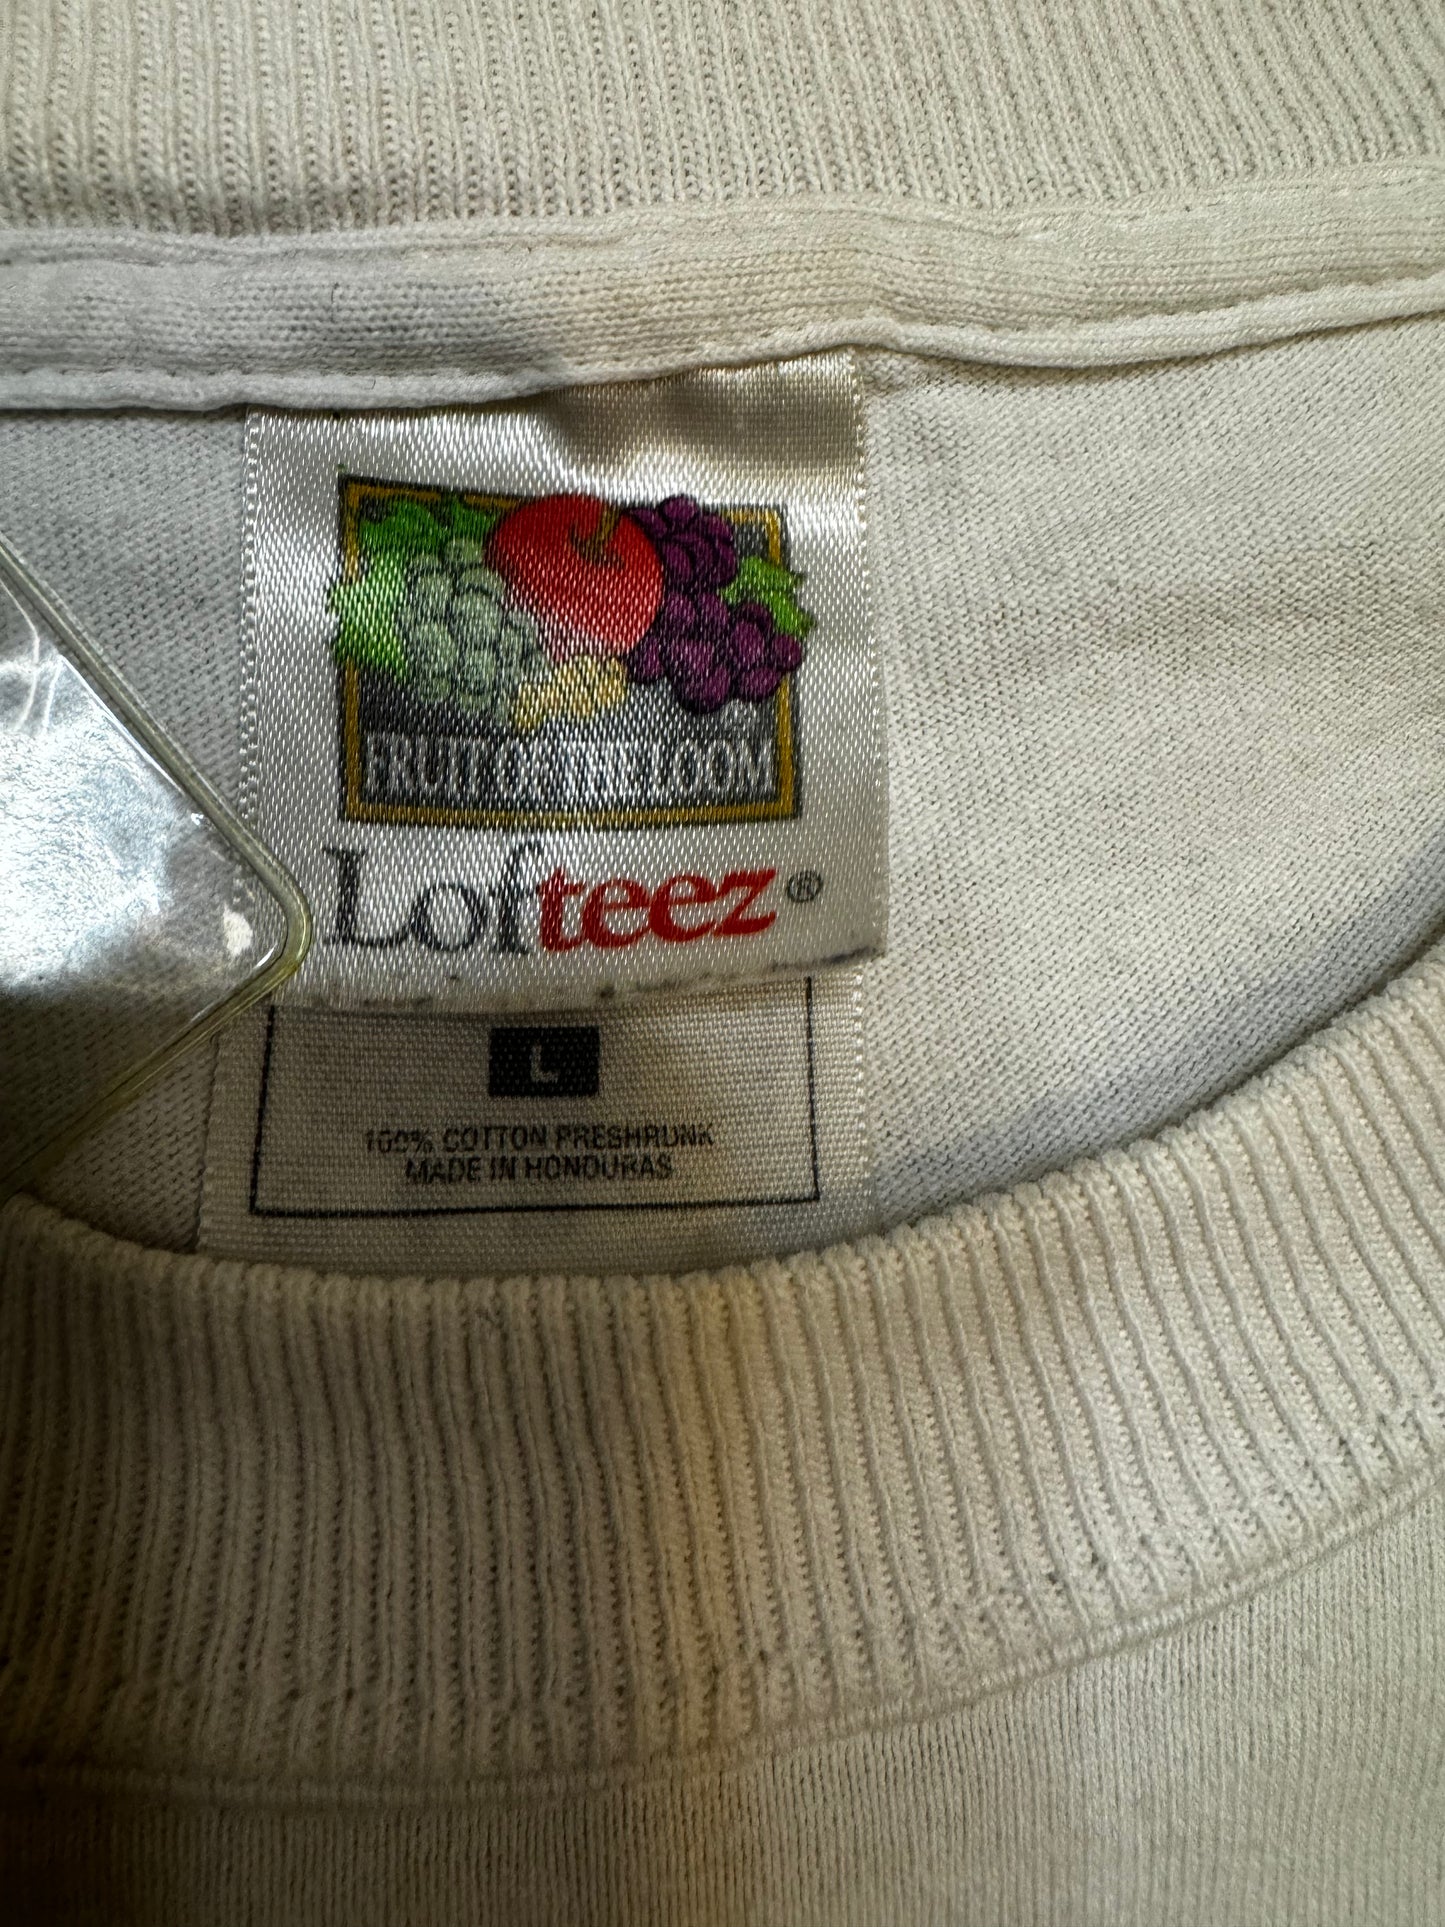 FRUIT OF THE LOOM
Lofteez®
L
100% COTTON PRESHRUNK
MADE IN HONDURAS